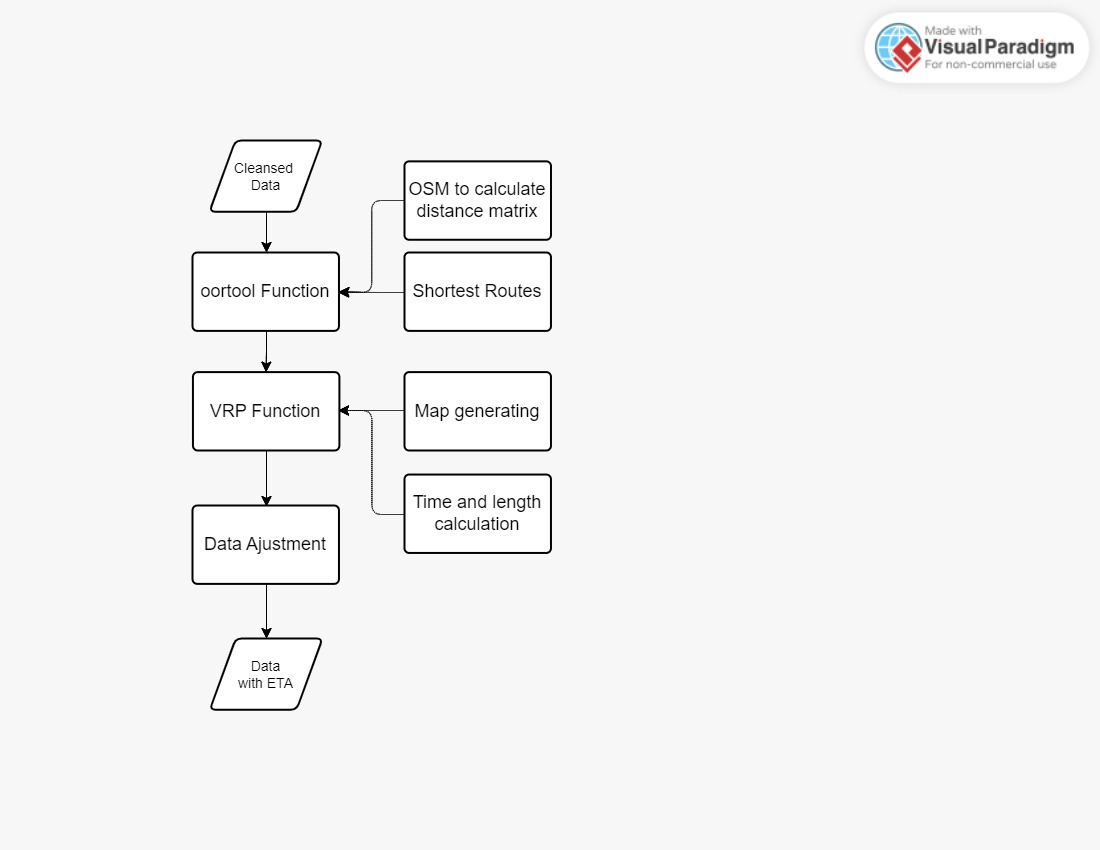 Made with
Visual Paradigm
For non-commercial use
Cleansed
Data
OSM to calculate
distance matrix
oortool Function
Shortest Routes
VRP Function
Map generating
Time and length
calculation
Data Ajustment
Data
with ETA